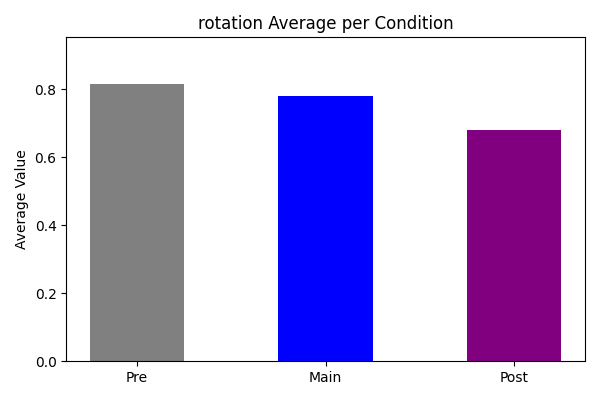 rotation Average per Condition
Average Value
0.8
0.6
0.4
0.2
0.0
Pre
Main
Post